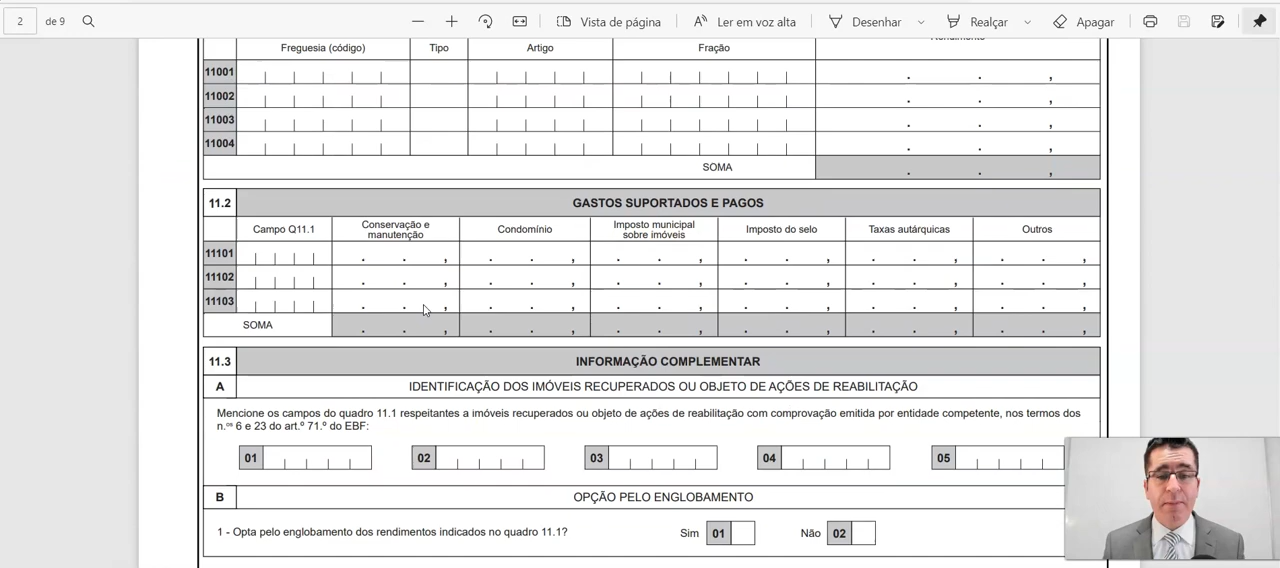 2 de 9 Vista de página Ler em voz alta Desenhar Realçar Apagar
Freguesia (código) Tipo Artigo Fração Rendimento
11001 . . ,
11002 . . ,
11003 . . ,
11004 . . ,
SOMA . . ,
11.2 GASTOS SUPORTADOS E PAGOS
Campo Q11.1 Conservação e manutenção Condomínio Imposto municipal sobre imóveis Imposto do selo Taxas autárquicas Outros
11101 . . , . . , . . , . . , . . , . . ,
11102 . . , . . , . . , . . , . . , . . ,
11103 . . , . . , . . , . . , . . , . . ,
SOMA . . , . . , . . , . . , . . , . . ,
11.3 INFORMAÇÃO COMPLEMENTAR
A IDENTIFICAÇÃO DOS IMÓVEIS RECUPERADOS OU OBJETO DE AÇÕES DE REABILITAÇÃO
Mencione os campos do quadro 11.1 respeitantes a imóveis recuperados ou objeto de ações de reabilitação com comprovação emitida por entidade competente, nos termos dos
n.ºs 6 e 23 do art.º 71.º do EBF:
01 02 03 04 05
B OPÇÃO PELO ENGLOBAMENTO
1 - Opta pelo englobamento dos rendimentos indicados no quadro 11.1? Sim 01 Não 02